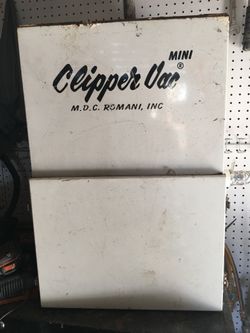 MINI
Clipper Vac ®
M.D.C. ROMANI, INC